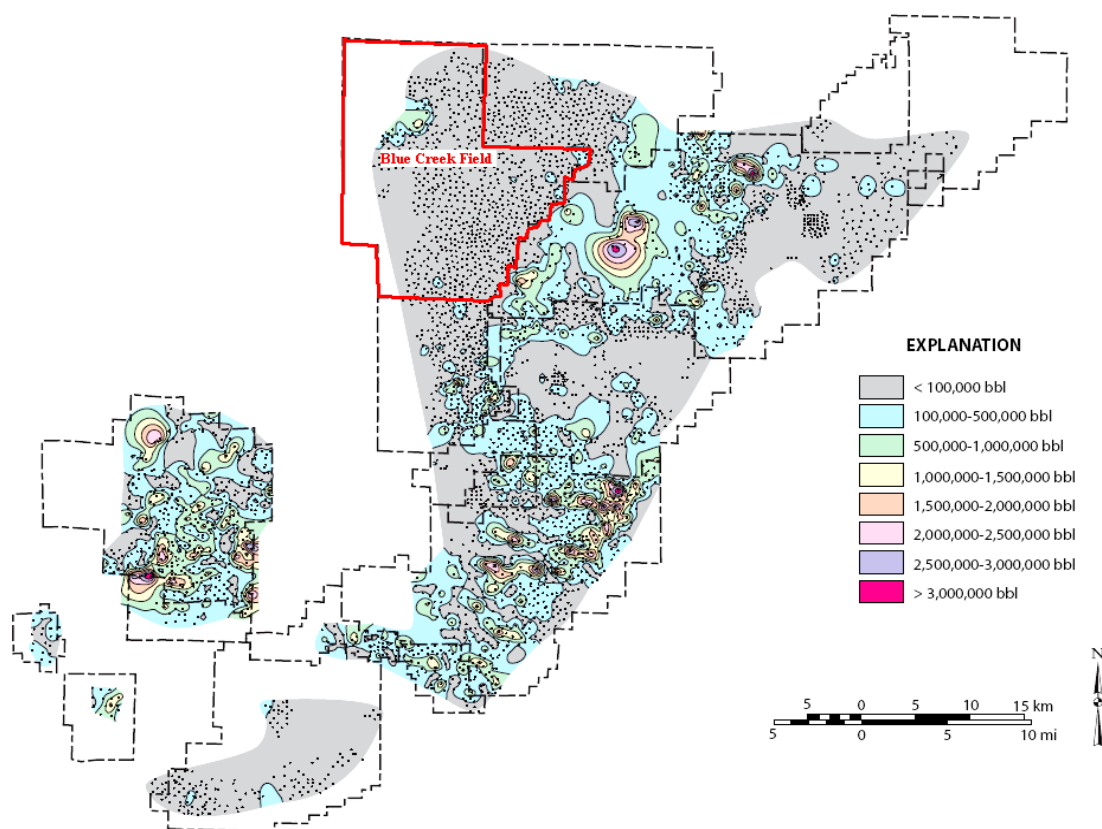 Blue Creek Field
EXPLANATION
< 100,000 bbl
100,000-500,000 bbl
500,000-1,000,000 bbl
1,000,000-1,500,000 bbl
1,500,000-2,000,000 bbl
2,000,000-2,500,000 bbl
2,500,000-3,000,000 bbl
> 3,000,000 bbl
N
5 0 5 10 15 km
5 0 5 10 mi